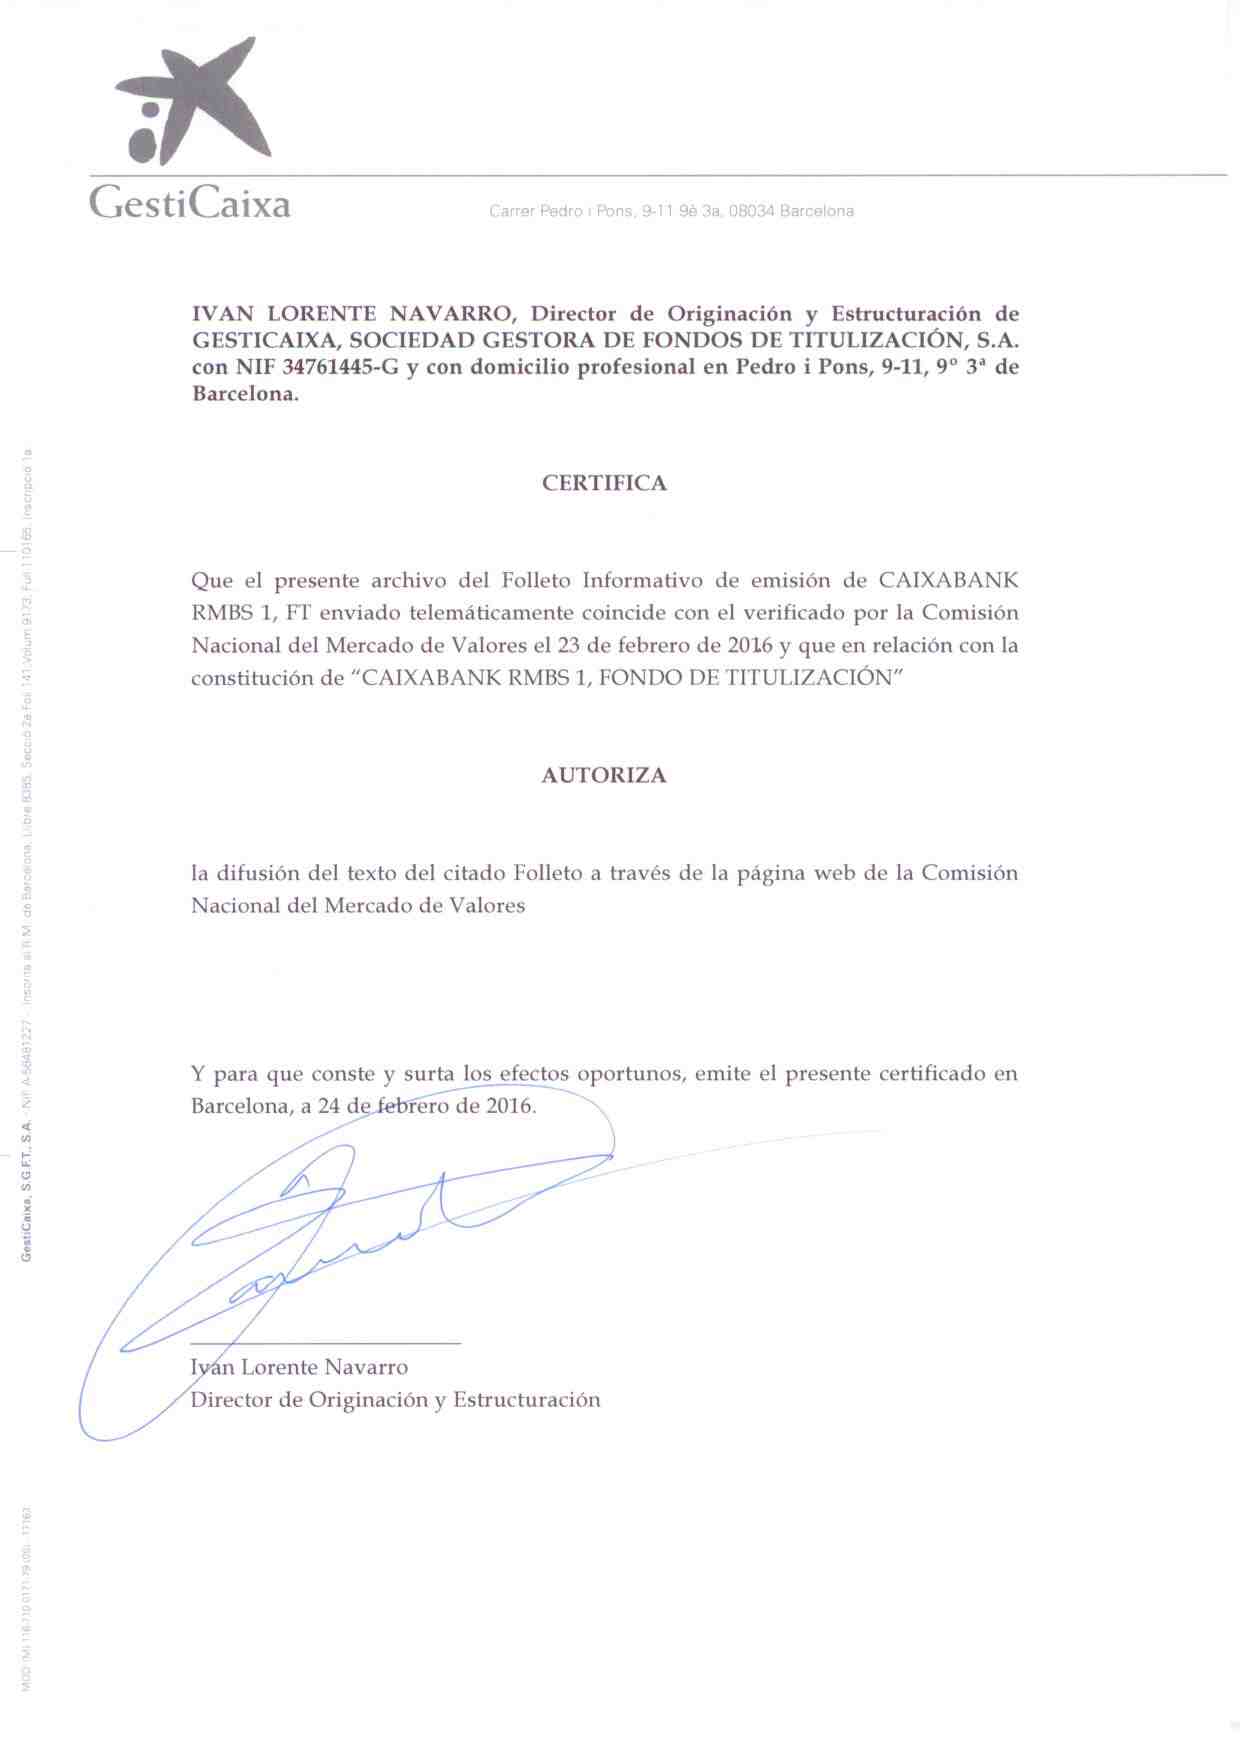 GestiCaixa
Carrer Pedro i Pons, 9-11 9è 3a, 08034 Barcelona
IVAN LORENTE NAVARRO, Director de Originación y Estructuración de
GESTICAIXA, SOCIEDAD GESTORA DE FONDOS DE TITULIZACIÓN, S.A.
con NIF 34761445-G y con domicilio profesional en Pedro i Pons, 9-11, 9º 3ª de
Barcelona.
CERTIFICA
Que el presente archivo del Folleto Informativo de emisión de CAIXABANK
RMBS 1, FT enviado telemáticamente coincide con el verificado por la Comisión
Nacional del Mercado de Valores el 23 de febrero de 2016 y que en relación con la
constitución de “CAIXABANK RMBS 1, FONDO DE TITULIZACIÓN”
AUTORIZA
la difusión del texto del citado Folleto a través de la página web de la Comisión
Nacional del Mercado de Valores
Y para que conste y surta los efectos oportunos, emite el presente certificado en
Barcelona, a 24 de febrero de 2016.
Iván Lorente Navarro
Director de Originación y Estructuración
GestiCaixa, S.G.F.T., S.A. - NIF A-58481227 - Inscrita al R.M. de Barcelona, Llibre 8385, Secció 2a Foli 141, Volum 9173, Full 110165, Inscripció 1a